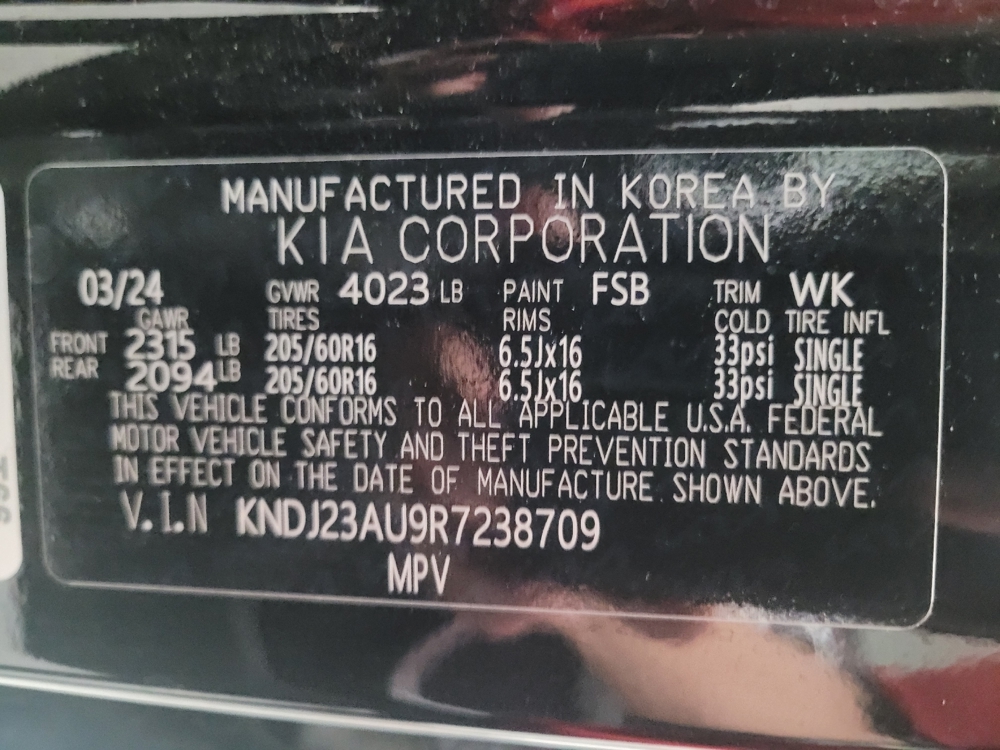 MANUFACTURED IN KOREA BY
KIA CORPORATION
03/24 GVWR 4023 LB PAINT FSB TRIM WK
GAWR TIRES RIMS COLD TIRE INFL
FRONT 2315 LB 205/60R16 6.5Jx16 33psi SINGLE
REAR 2094 LB 205/60R16 6.5Jx16 33psi SINGLE
THIS VEHICLE CONFORMS TO ALL APPLICABLE U.S.A. FEDERAL
MOTOR VEHICLE SAFETY AND THEFT PREVENTION STANDARDS
IN EFFECT ON THE DATE OF MANUFACTURE SHOWN ABOVE.
V.I.N KNDJ23AU9R7238709
MPV